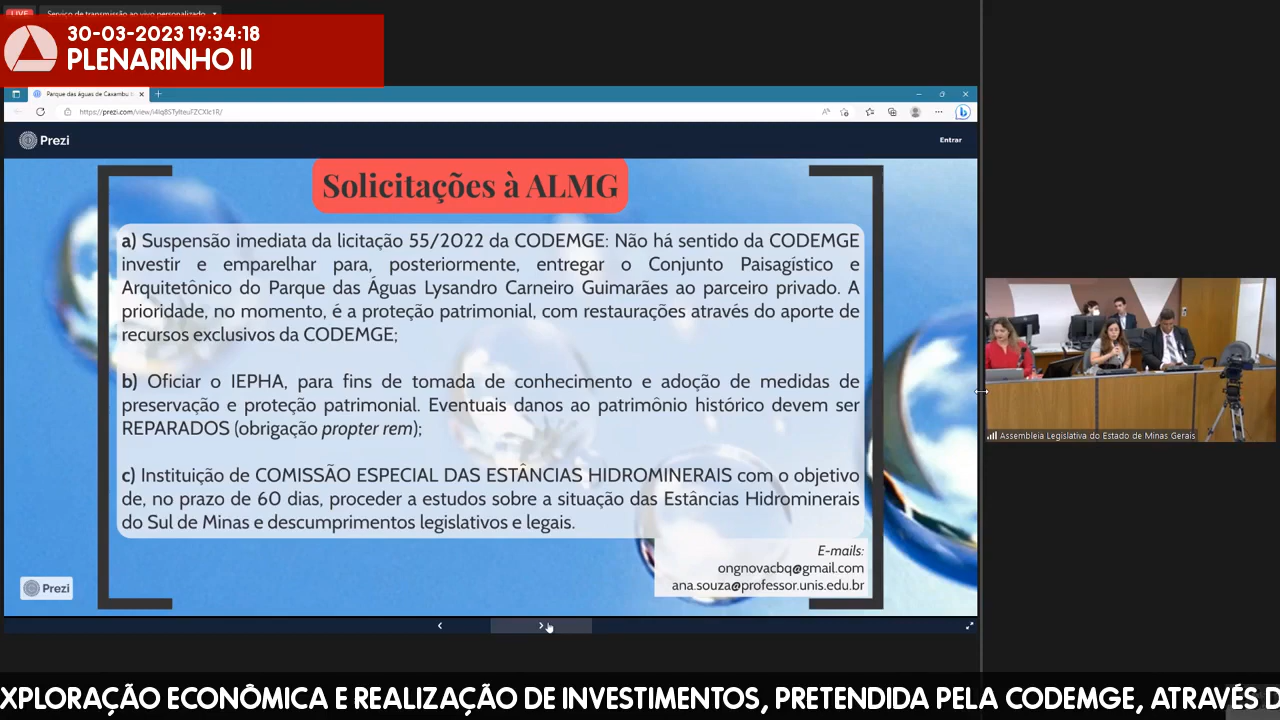 LIVE
Serviço de transmissão ao vivo personalizado
30-03-2023 19:34:18
PLENARINHO II
Parque das águas de Caxambu
Prezi
Entrar
Solicitações à ALMG
a) Suspensão imediata da licitação 55/2022 da CODEMGE: Não há sentido da CODEMGE
investir e emparelhar para, posteriormente, entregar o Conjunto Paisagístico e
Arquitetônico do Parque das Águas Lysandro Carneiro Guimarães ao parceiro privado. A
prioridade, no momento, é a proteção patrimonial, com restaurações através do aporte de
recursos exclusivos da CODEMGE;
b) Oficiar o IEPHA, para fins de tomada de conhecimento e adoção de medidas de
preservação e proteção patrimonial. Eventuais danos ao patrimônio histórico devem ser
REPARADOS (obrigação propter rem);
c) Instituição de COMISSÃO ESPECIAL DAS ESTÂNCIAS HIDROMINERAIS com o objetivo
de, no prazo de 60 dias, proceder a estudos sobre a situação das Estâncias Hidrominerais
do Sul de Minas e descumprimentos legislativos e legais.
E-mails:
ongnovacbq@gmail.com
ana.souza@professor.unis.edu.br
Prezi
Assembleia Legislativa do Estado de Minas Gerais
XPLORAÇÃO ECONÔMICA E REALIZAÇÃO DE INVESTIMENTOS, PRETENDIDA PELA CODEMGE, ATRAVÉS D